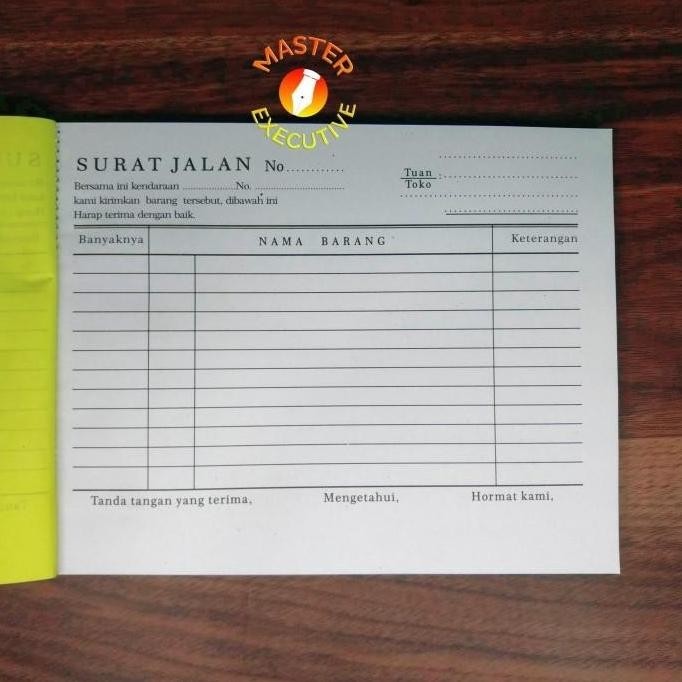 MASTER
EXECUTIVE
SURAT JALAN No............
Bersama ini kendaraan ..................... No. ...................................
kami kirimkan barang tersebut, dibawah ini
Harap terima dengan baik.
Tuan :
Toko
Banyaknya NAMA BARANG Keterangan
Tanda tangan yang terima, Mengetahui, Hormat kami,